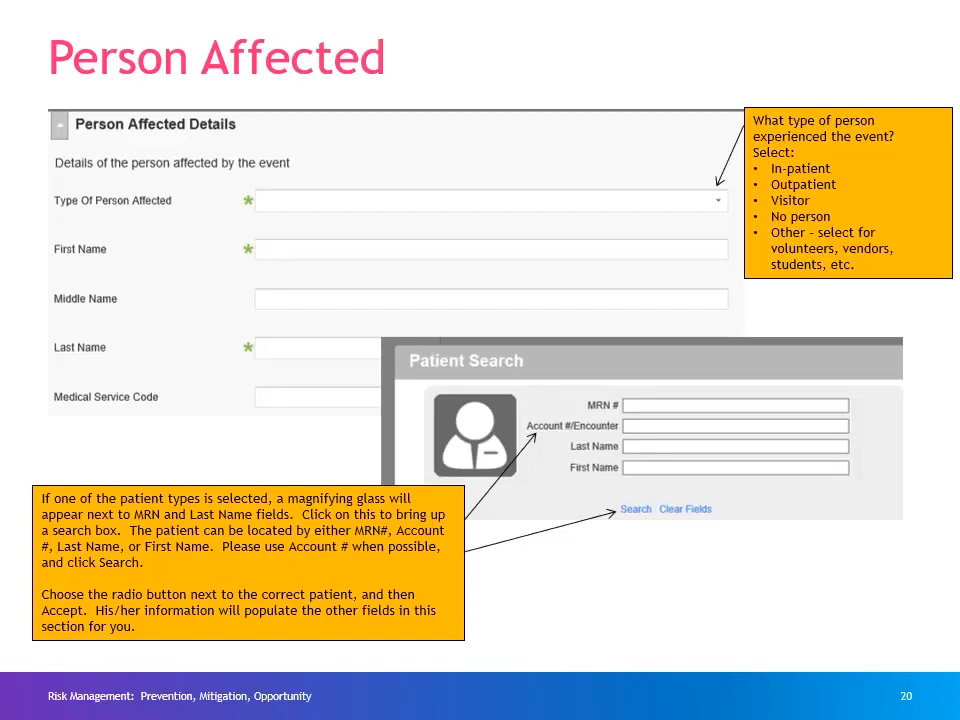 Person Affected
Person Affected Details
Details of the person affected by the event
Type Of Person Affected *
First Name *
Middle Name
Last Name *
Medical Service Code
What type of person
experienced the event?
Select:
• In-patient
• Outpatient
• Visitor
• No person
• Other – select for
volunteers, vendors,
students, etc.
Patient Search
MRN #
Account #/Encounter
Last Name
First Name
Search Clear Fields
If one of the patient types is selected, a magnifying glass will
appear next to MRN and Last Name fields.  Click on this to bring up
a search box.  The patient can be located by either MRN#, Account
#, Last Name, or First Name.  Please use Account # when possible,
and click Search.
Choose the radio button next to the correct patient, and then
Accept.  His/her information will populate the other fields in this
section for you.
Risk Management:  Prevention, Mitigation, Opportunity
20